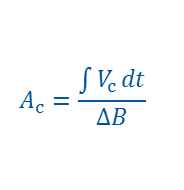 A_c = ∫ V_c dt / ΔB